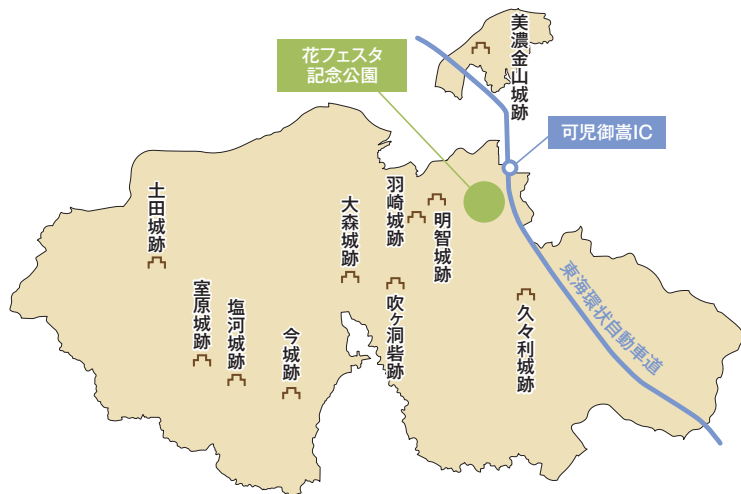 美濃金山城跡
花フェスタ
記念公園
可児御嵩IC
土田城跡
室原城跡
塩河城跡
今城跡
大森城跡
羽崎城跡
明智城跡
吹ヶ洞砦跡
久々利城跡
東海環状自動車道